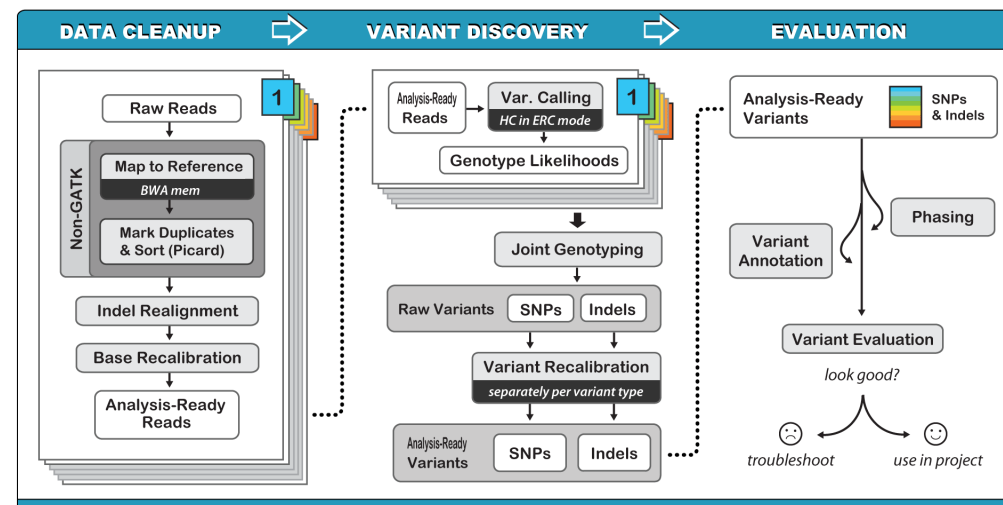 DATA CLEANUP
VARIANT DISCOVERY
EVALUATION
1
Raw Reads
Non-GATK
Map to Reference
BWA mem
Mark Duplicates
& Sort (Picard)
Indel Realignment
Base Recalibration
Analysis-Ready
Reads
1
Analysis-Ready
Reads
Var. Calling
HC in ERC mode
Genotype Likelihoods
Joint Genotyping
Raw Variants
SNPs
Indels
Variant Recalibration
separately per variant type
Analysis-Ready
Variants
SNPs
Indels
Analysis-Ready
Variants
SNPs
& Indels
Phasing
Variant
Annotation
Variant Evaluation
look good?
troubleshoot
use in project